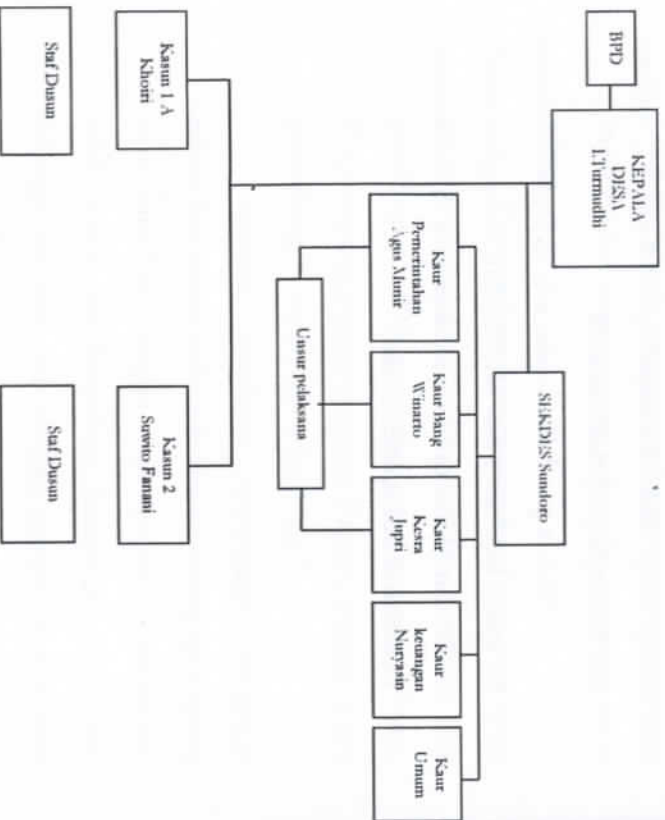 BPD
KEPALA
DESA
I.Turmudhi
SEKDES Sundoro
Kaur
Pemerintahan
Agus Munir
Kaur Bang
Winarto
Kaur
Kesra
Jupri
Kaur
keuangan
Nuryasin
Kaur
Umum
Unsur pelaksana
Kasun 1 A
Khoiri
Kasun 2
Suwito Fanani
Staf Dusun
Staf Dusun